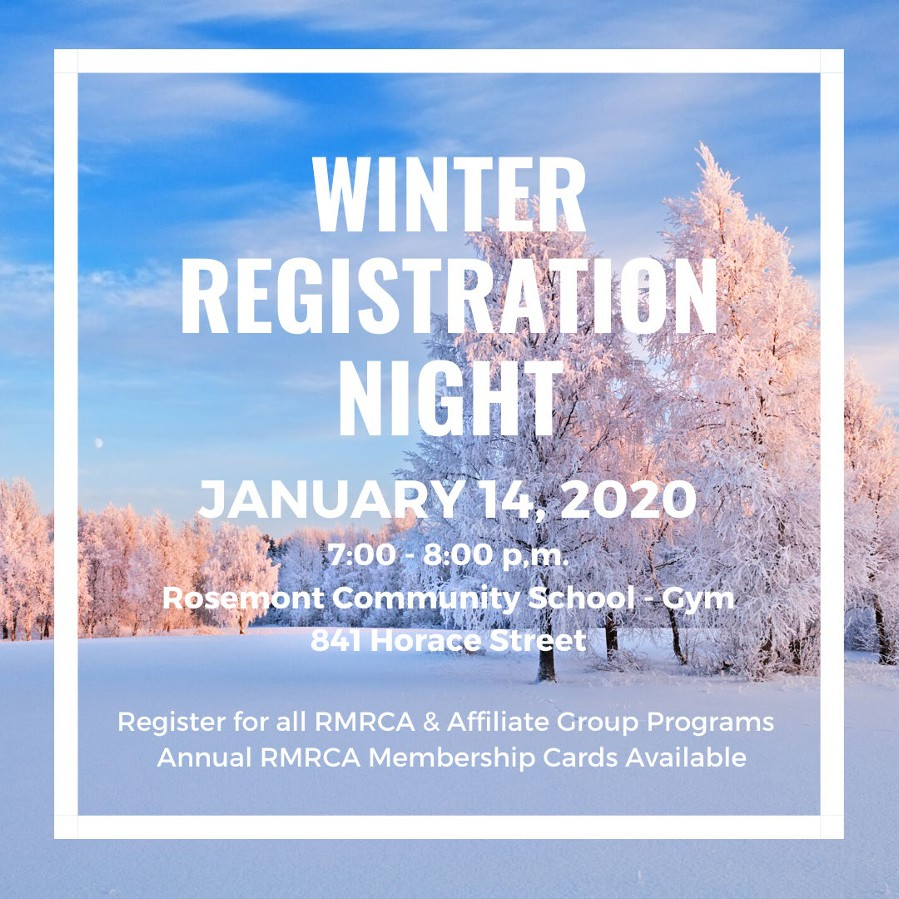 WINTER
REGISTRATION
NIGHT
JANUARY 14, 2020
7:00 - 8:00 p.m.
Rosemont Community School - Gym
841 Horace Street
Register for all RMRCA & Affiliate Group Programs
Annual RMRCA Membership Cards Available